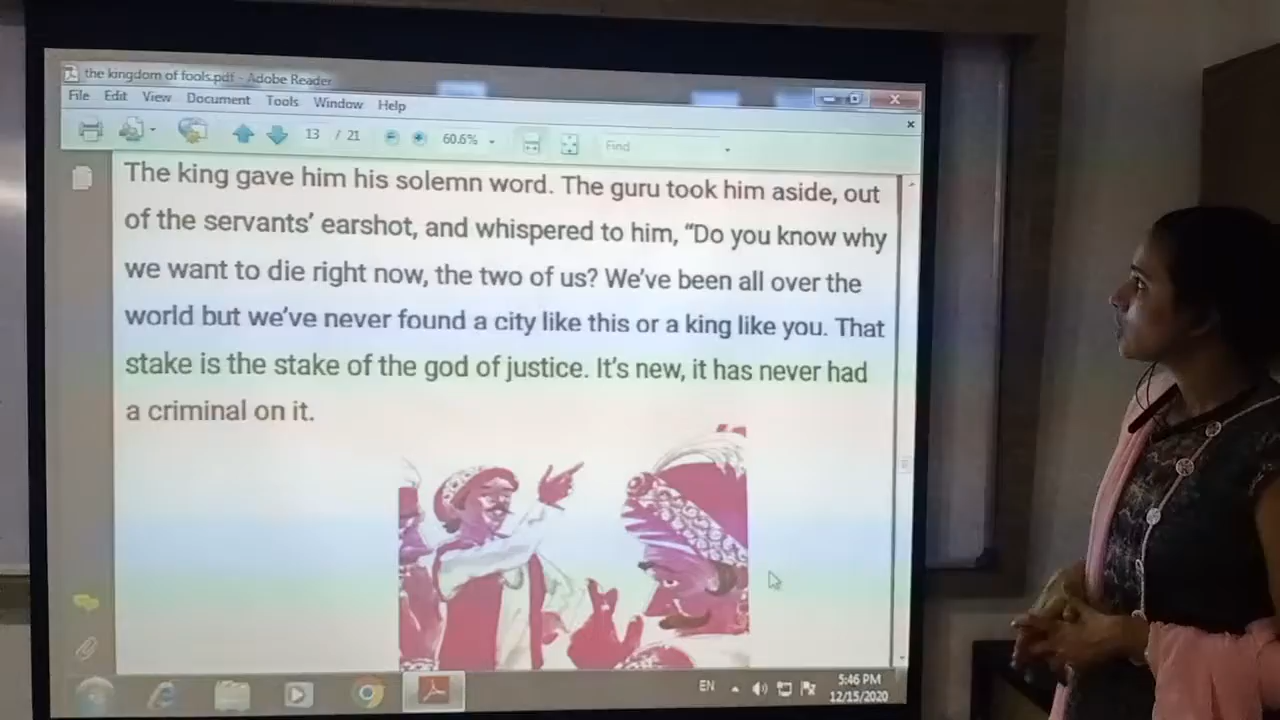 the kingdom of fools.pdf - Adobe Reader
File Edit View Document Tools Window Help
13 / 21 60.6% Find
The king gave him his solemn word. The guru took him aside, out
of the servants’ earshot, and whispered to him, “Do you know why
we want to die right now, the two of us? We’ve been all over the
world but we’ve never found a city like this or a king like you. That
stake is the stake of the god of justice. It’s new, it has never had
a criminal on it.
EN 5:46 PM
12/15/2020